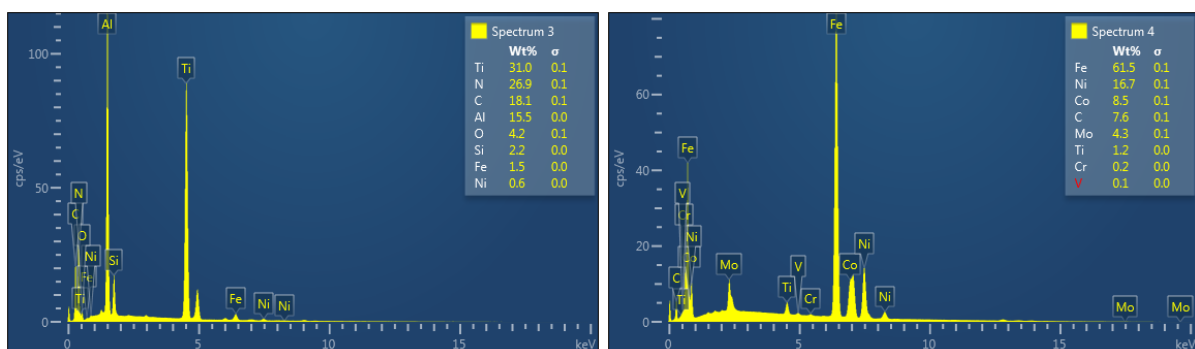 Spectrum 3
Wt% σ
Ti 31.0 0.1
N 26.9 0.1
C 18.1 0.1
Al 15.5 0.0
O 4.2 0.1
Si 2.2 0.0
Fe 1.5 0.0
Ni 0.6 0.0
100
50
0
cps/eV
Al
Ti
N
C
O
Ni
Fe
Ti
Si
Fe
Ni
Ni
0 5 10 15 keV
Spectrum 4
Wt% σ
Fe 61.5 0.1
Ni 16.7 0.1
Co 8.5 0.1
C 7.6 0.1
Mo 4.3 0.1
Ti 1.2 0.0
Cr 0.2 0.0
V 0.1 0.0
60
40
20
0
cps/eV
Fe
Fe
V
Cr
Ni
Co
C
Ti
Mo
Ti
V
Cr
Co
Ni
Ni
Mo
Mo
0 5 10 15 keV